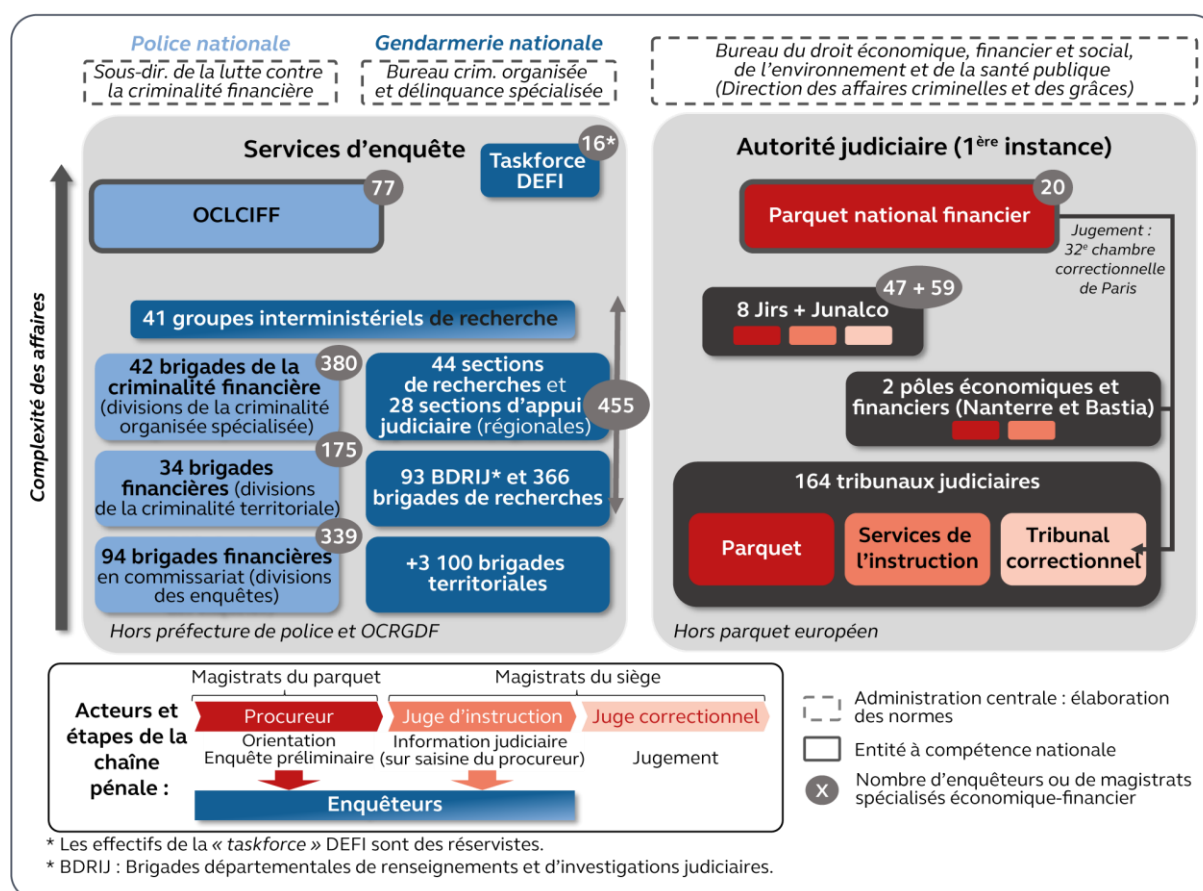 Police nationale
Sous-dir. de la lutte contre
la criminalité financière
Gendarmerie nationale
Bureau crim. organisée
et délinquance spécialisée
Bureau du droit économique, financier et social,
de l'environnement et de la santé publique
(Direction des affaires criminelles et des grâces)
Complexité des affaires
Services d'enquête
16*
Taskforce
DEFI
77
OCLCIFF
41 groupes interministériels de recherche
380
42 brigades de la
criminalité financière
(divisions de la criminalité
organisée spécialisée)
44 sections
de recherches et
28 sections d'appui
judiciaire (régionales)
455
175
34 brigades
financières (divisions
de la criminalité territoriale)
93 BDRIJ* et 366
brigades de recherches
339
94 brigades financières
en commissariat (divisions
des enquêtes)
+3 100 brigades
territoriales
Hors préfecture de police et OCRGDF
Autorité judiciaire (1ère instance)
20
Parquet national financier
Jugement :
32e chambre
correctionnelle
de Paris
47 + 59
8 Jirs + Junalco
2 pôles économiques et
financiers (Nanterre et Bastia)
164 tribunaux judiciaires
Parquet
Services de
l'instruction
Tribunal
correctionnel
Hors parquet européen
Acteurs et
étapes de la
chaîne
pénale :
Magistrats du parquet
Magistrats du siège
Procureur
Juge d'instruction
Juge correctionnel
Orientation
Enquête préliminaire
Information judiciaire
(sur saisine du procureur)
Jugement
Enquêteurs
Administration centrale : élaboration
des normes
Entité à compétence nationale
X
Nombre d'enquêteurs ou de magistrats
spécialisés économique-financier
* Les effectifs de la « taskforce » DEFI sont des réservistes.
* BDRIJ : Brigades départementales de renseignements et d'investigations judiciaires.